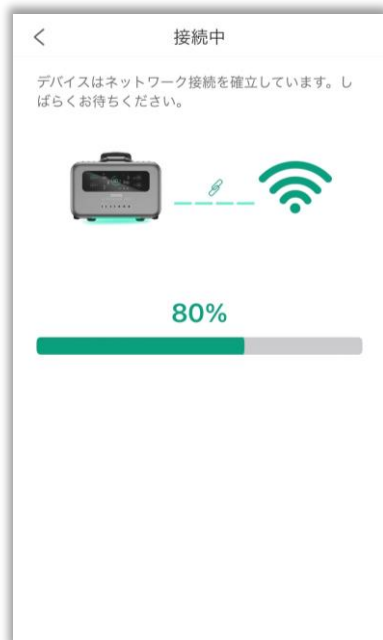 接続中
デバイスはネットワーク接続を確立しています。し
ばらくお待ちください。
80%